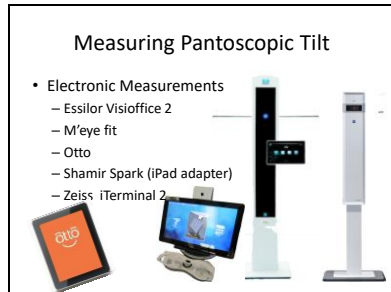 Measuring Pantoscopic Tilt
• Electronic Measurements
– Essilor Visioffice 2
– M'eye fit
– Otto
– Shamir Spark (iPad adapter)
– Zeiss iTerminal 2
otto